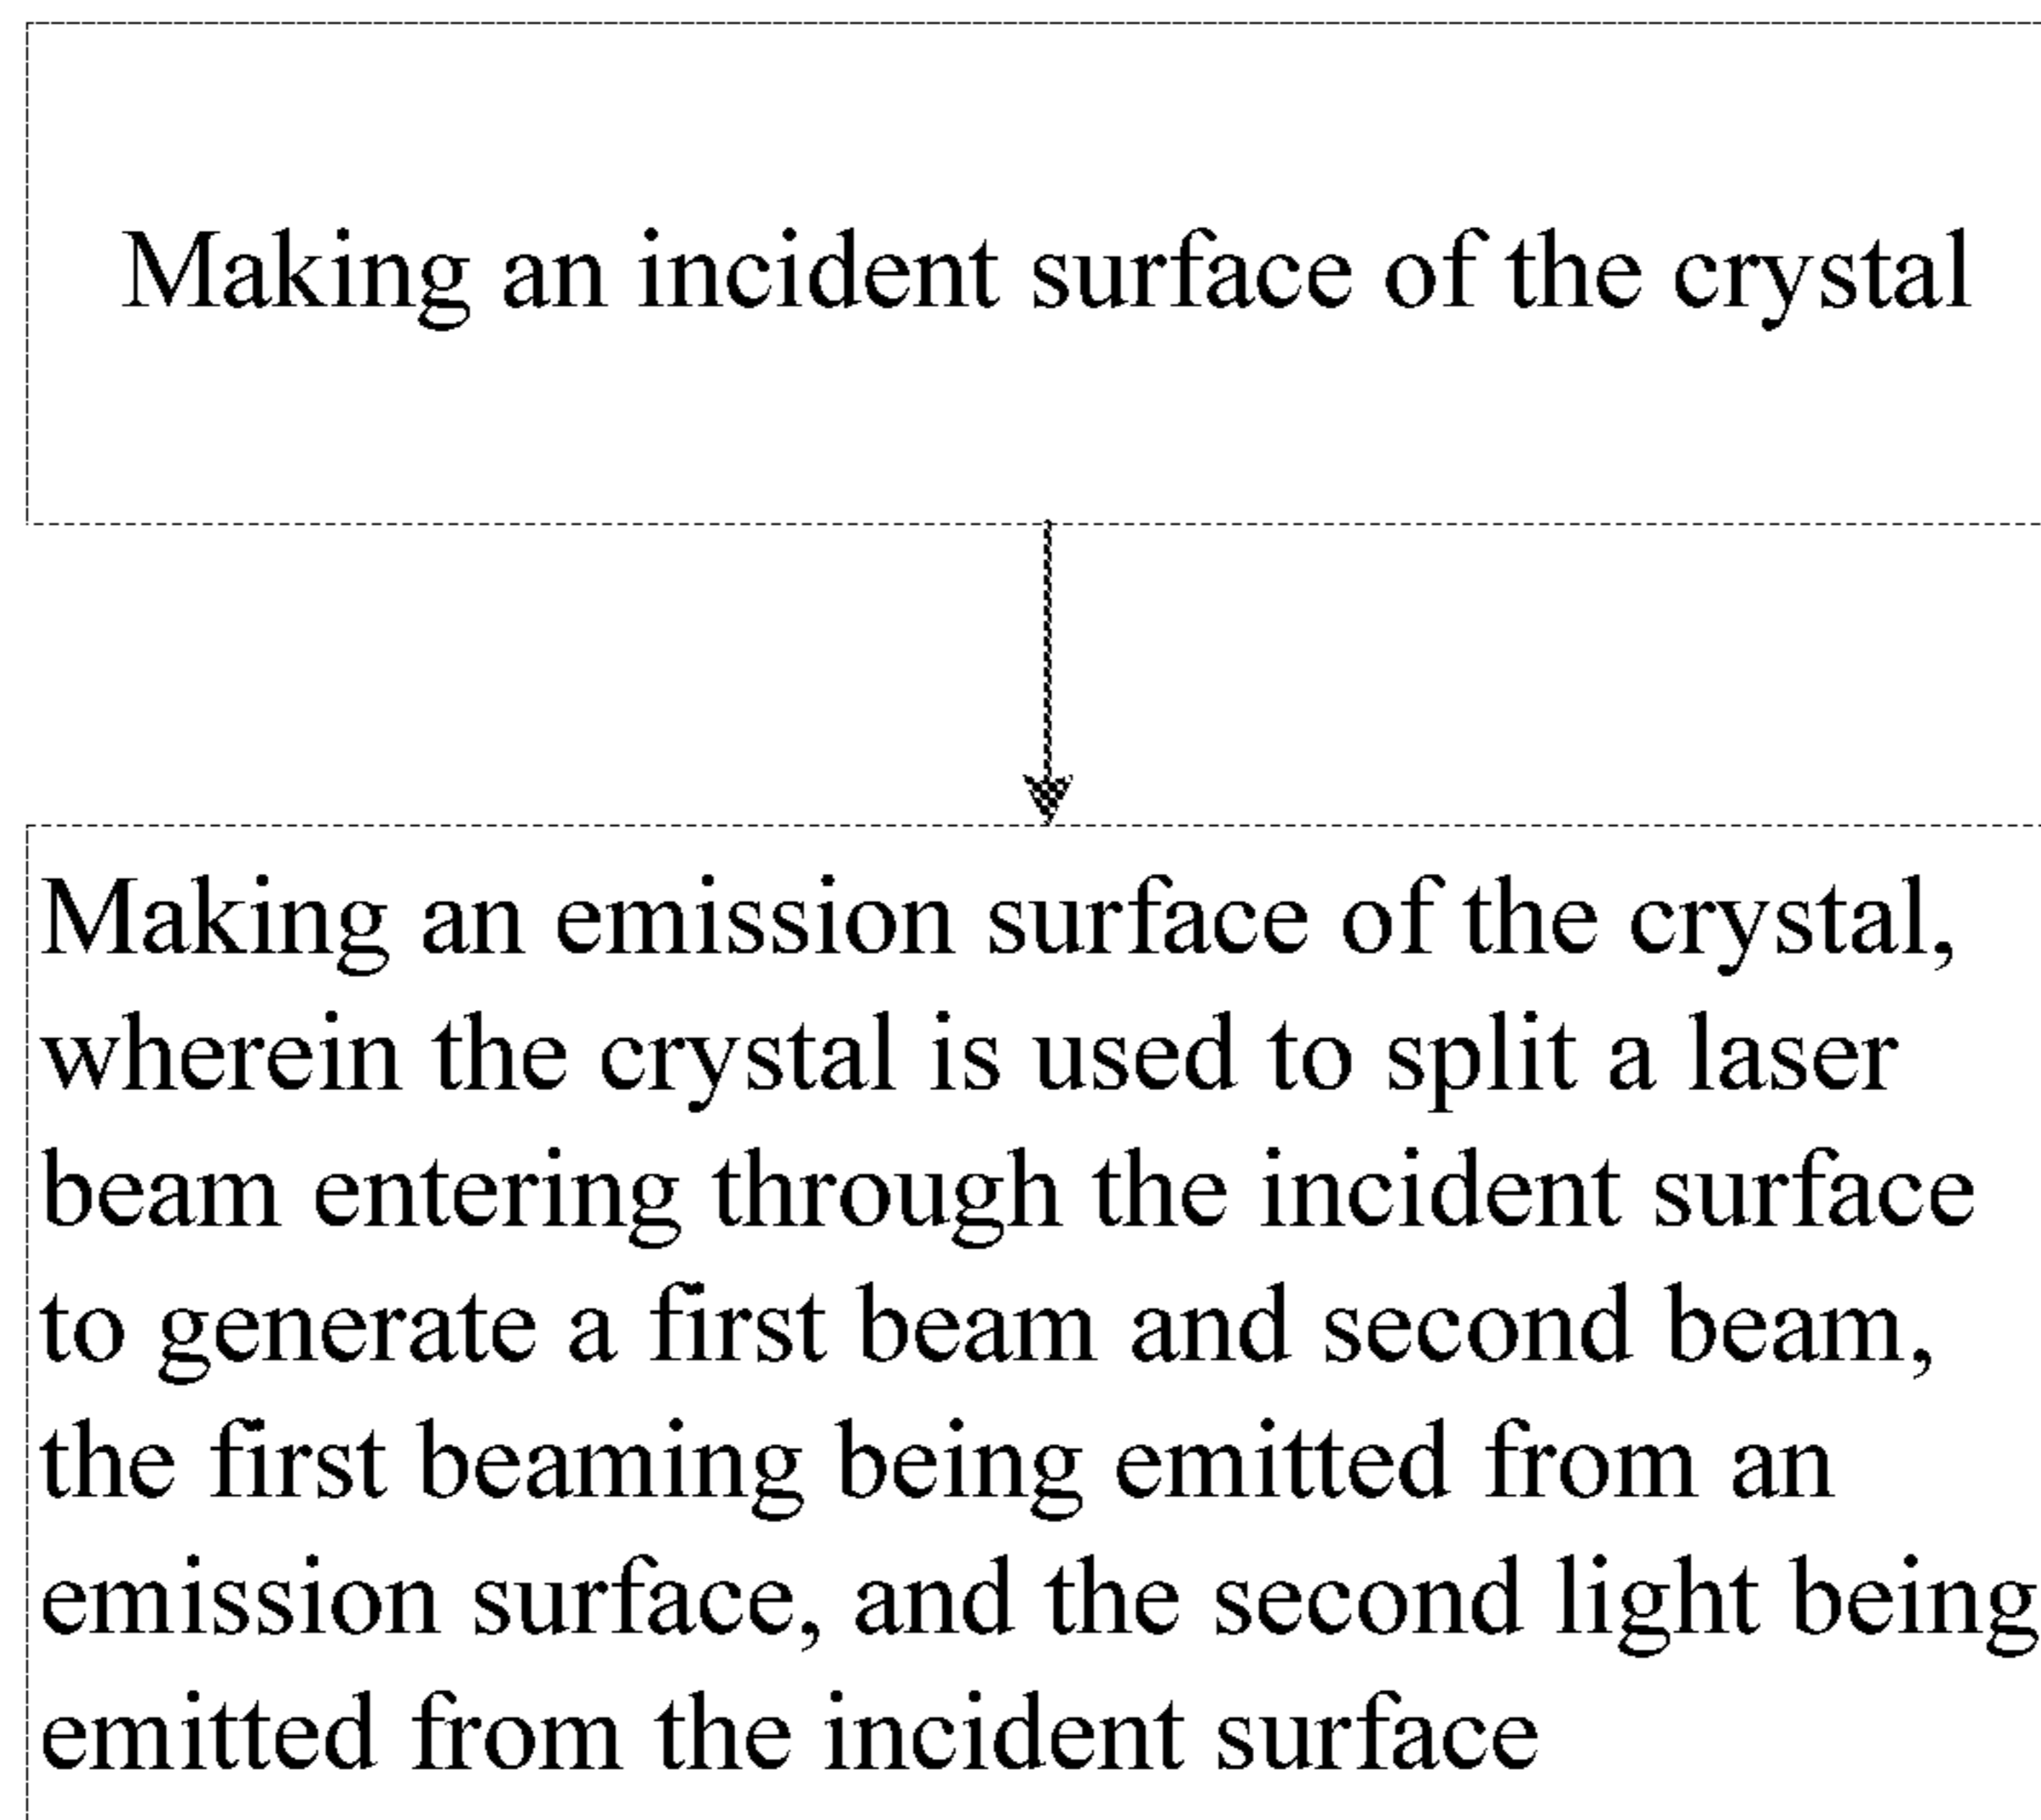 Making an incident surface of the crystal
Making an emission surface of the crystal,
wherein the crystal is used to split a laser
beam entering through the incident surface
to generate a first beam and second beam,
the first beaming being emitted from an
emission surface, and the second light being
emitted from the incident surface